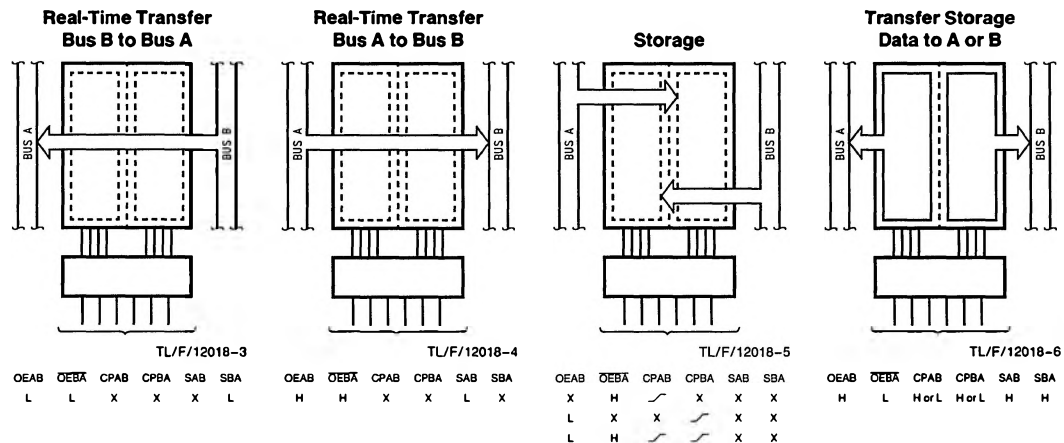 Real-Time Transfer
Bus B to Bus A
BUS A
BUS B
TL/F/12018-3
OEAB OEBA CPAB CPBA SAB SBA
L L X X X L
Real-Time Transfer
Bus A to Bus B
BUS A
BUS B
TL/F/12018-4
OEAB OEBA CPAB CPBA SAB SBA
H H X X L X
Storage
BUS A
BUS B
TL/F/12018-5
OEAB OEBA CPAB CPBA SAB SBA
X H X X X
L X X X X
L H X X
Transfer Storage
Data to A or B
BUS A
BUS B
TL/F/12018-6
OEAB OEBA CPAB CPBA SAB SBA
H L H or L H or L H H